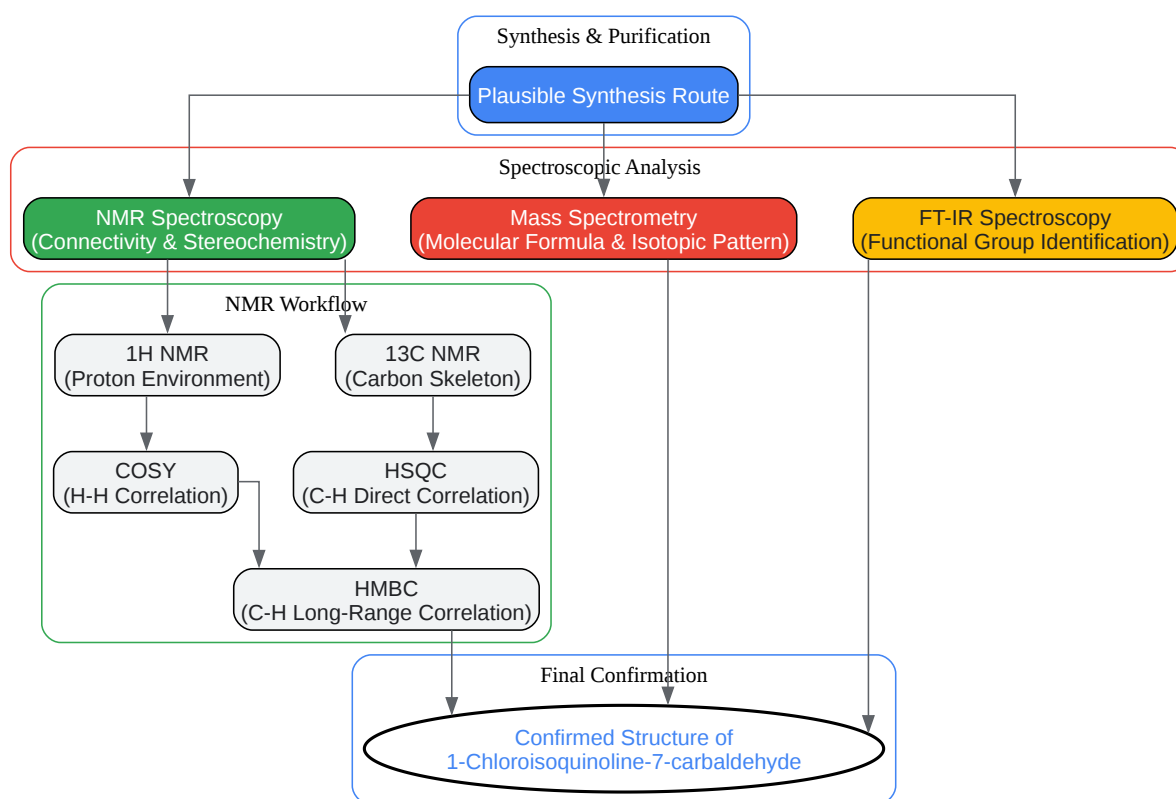 Synthesis & Purification
Plausible Synthesis Route
Spectroscopic Analysis
NMR Spectroscopy
(Connectivity & Stereochemistry)
Mass Spectrometry
(Molecular Formula & Isotopic Pattern)
FT-IR Spectroscopy
(Functional Group Identification)
NMR Workflow
1H NMR
(Proton Environment)
13C NMR
(Carbon Skeleton)
COSY
(H-H Correlation)
HSQC
(C-H Direct Correlation)
HMBC
(C-H Long-Range Correlation)
Final Confirmation
Confirmed Structure of
1-Chloroisoquinoline-7-carbaldehyde